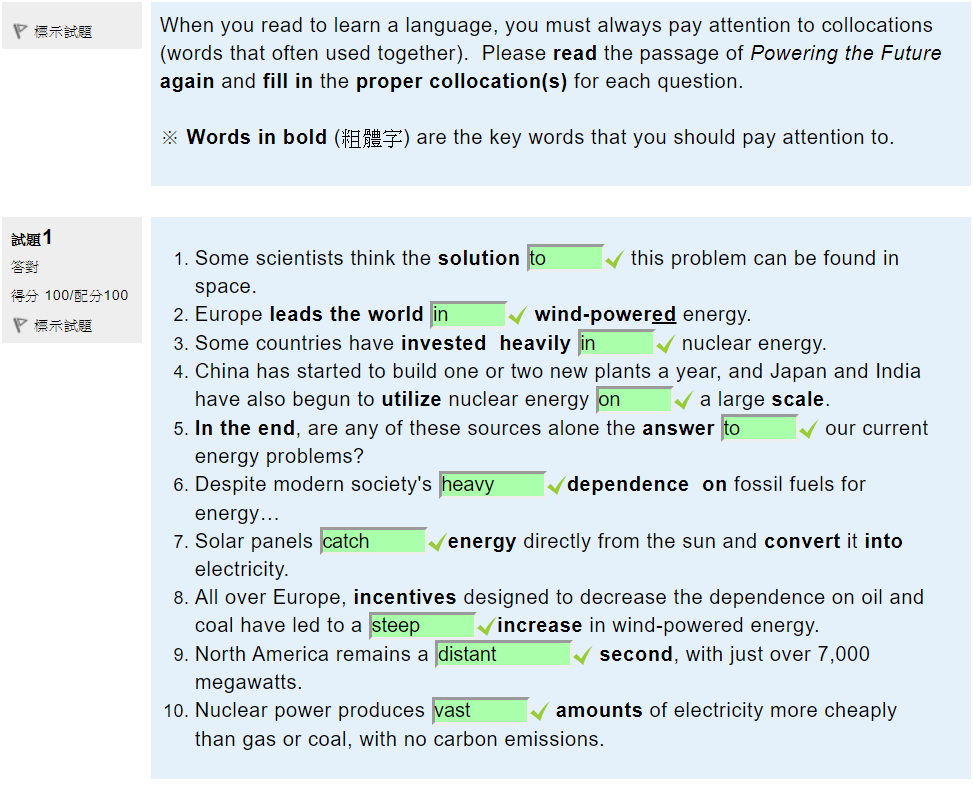 標示試題
When you read to learn a language, you must always pay attention to collocations
(words that often used together).  Please read the passage of Powering the Future
again and fill in the proper collocation(s) for each question.
※ Words in bold (粗體字) are the key words that you should pay attention to.
試題1
答對
得分 100/配分100
標示試題
1. Some scientists think the solution to this problem can be found in
space.
2. Europe leads the world in wind-powered energy.
3. Some countries have invested heavily in nuclear energy.
4. China has started to build one or two new plants a year, and Japan and India
have also begun to utilize nuclear energy on a large scale.
5. In the end, are any of these sources alone the answer to our current
energy problems?
6. Despite modern society's heavy dependence on fossil fuels for
energy…
7. Solar panels catch energy directly from the sun and convert it into
electricity.
8. All over Europe, incentives designed to decrease the dependence on oil and
coal have led to a steep increase in wind-powered energy.
9. North America remains a distant second, with just over 7,000
megawatts.
10. Nuclear power produces vast amounts of electricity more cheaply
than gas or coal, with no carbon emissions.